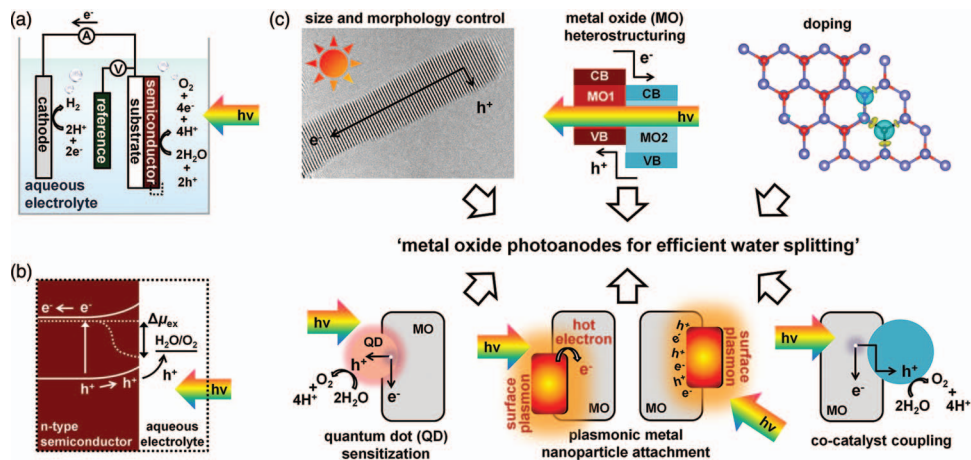 (a)
e⁻
A
V
cathode
H₂
2H⁺
+
2e⁻
reference
substrate
semiconductor
O₂
+
4e⁻
+
4H⁺
2H₂O
+
2h⁺
hν
aqueous
electrolyte
(b)
e⁻ e⁻
Δμex
H₂O/O₂
h⁺ h⁺
h⁺
hν
n-type
semiconductor
aqueous
electrolyte
(c)
size and morphology control
e⁻
h⁺
metal oxide (MO)
heterostructuring
e⁻
CB
MO1
CB
hν
VB
MO2
h⁺
VB
doping
'metal oxide photoanodes for efficient water splitting'
hν
MO
QD
h⁺
e⁻
O₂
+
4H⁺
2H₂O
quantum dot (QD)
sensitization
hν
hot
electron
e⁻
surface
plasmon
MO
MO
h⁺
e⁻
h⁺
e⁻
h⁺
e⁻
surface
plasmon
hν
plasmonic metal
nanoparticle attachment
hν
h⁺
e⁻
MO
O₂
+
2H₂O 4H⁺
co-catalyst coupling